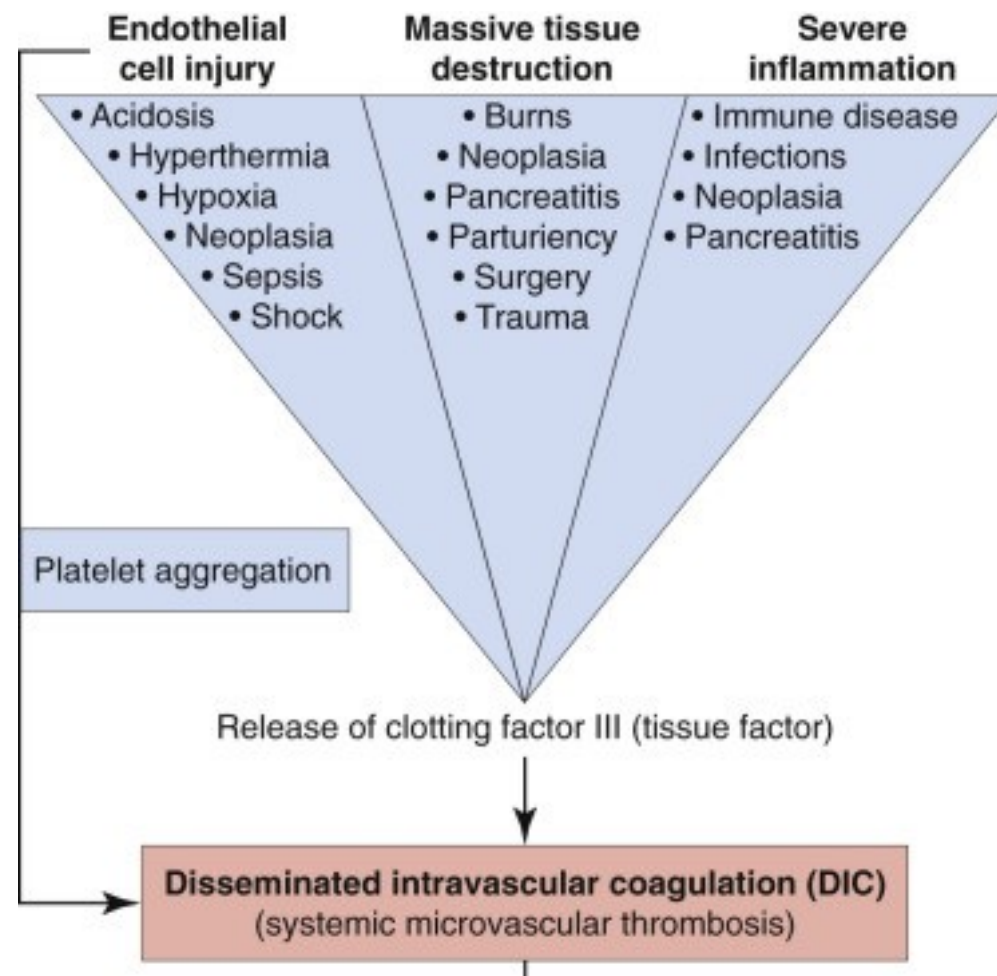 Endothelial
cell injury
• Acidosis
• Hyperthermia
• Hypoxia
• Neoplasia
• Sepsis
• Shock
Massive tissue
destruction
• Burns
• Neoplasia
• Pancreatitis
• Parturiency
• Surgery
• Trauma
Severe
inflammation
• Immune disease
• Infections
• Neoplasia
• Pancreatitis
Platelet aggregation
Release of clotting factor III (tissue factor)
Disseminated intravascular coagulation (DIC)
(systemic microvascular thrombosis)